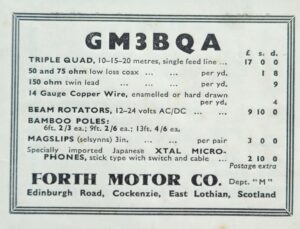 GM3BQA
£ s. d.
TRIPLE QUAD, 10-15-20 metres, single feed line ... 17 0 0
50 and 75 ohm low loss coax ... ... per yd, 1 8
150 ohm twin lead ... ... ... per yd, 9
14 Gauge Copper Wire, enamelled or hard drawn
per yd, 4
BEAM ROTATORS, 12-24 volts AC/DC ... ... 9 10 0
BAMBOO POLES:
6ft. 2/3 ea.; 9ft. 2/6 ea.; 13ft. 4/6 ea.
MAGSLIPS (selsynns) 3in, ... ... per pair 3 0 0
Specially imported Japanese XTAL MICRO-
PHONES, stick type with switch and cable ... 2 10 0
Postage extra
FORTH MOTOR CO. Dept. "M"
Edinburgh Road, Cockenzie, East Lothian, Scotland